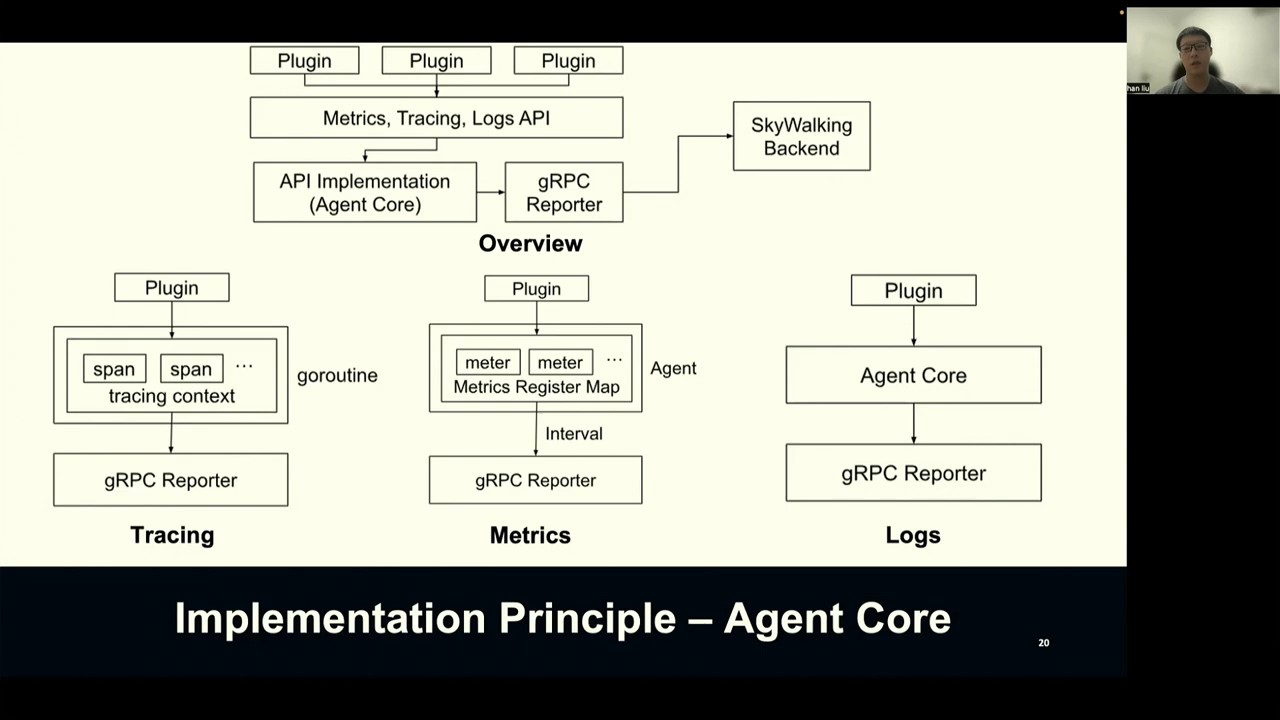 Plugin
Plugin
Plugin
Metrics, Tracing, Logs API
SkyWalking
Backend
API Implementation
(Agent Core)
gRPC
Reporter
Overview
Plugin
span
span
...
tracing context
goroutine
gRPC Reporter
Tracing
Plugin
meter
meter
...
Metrics Register Map
Agent
Interval
gRPC Reporter
Metrics
Plugin
Agent Core
gRPC Reporter
Logs
Implementation Principle – Agent Core
20
han liu